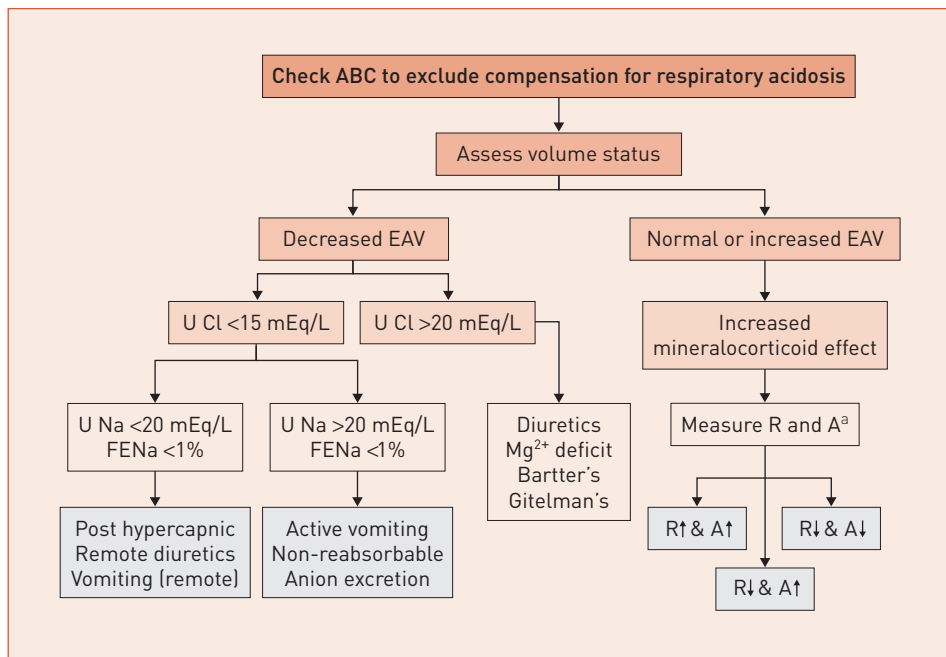 Check ABC to exclude compensation for respiratory acidosis
Assess volume status
Decreased EAV
Normal or increased EAV
U Cl <15 mEq/L
U Cl >20 mEq/L
Increased
mineralocorticoid effect
U Na <20 mEq/L
FENa <1%
U Na >20 mEq/L
FENa <1%
Diuretics
Mg²⁺ deficit
Bartter's
Gitelman's
Measure R and Aᵃ
Post hypercapnic
Remote diuretics
Vomiting (remote)
Active vomiting
Non-reabsorbable
Anion excretion
R↑ & A↑
R↓ & A↓
R↓ & A↑